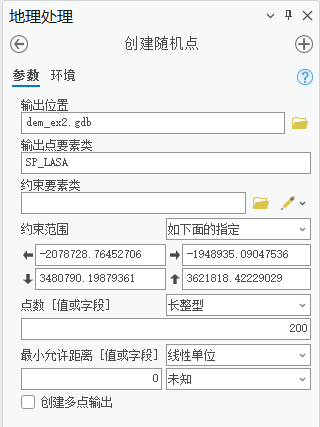 地理处理
创建随机点
参数 环境
输出位置
dem_ex2.gdb
输出点要素类
SP_LASA
约束要素类
约束范围 如下面的指定
-2078728.76452706 -1948935.09047536
3480790.19879361 3621818.42229029
点数 [值或字段] 长整型
200
最小允许距离 [值或字段] 线性单位
0 未知
创建多点输出